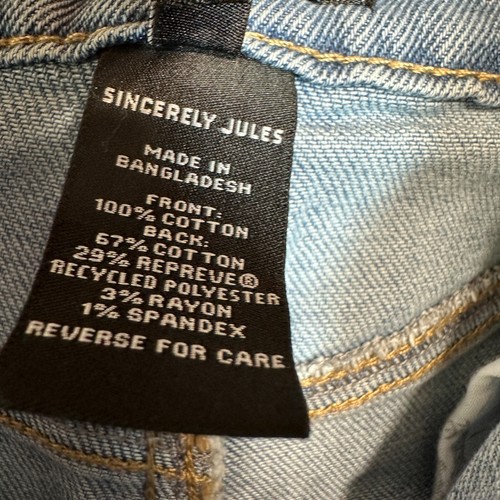 SINCERELY JULES
MADE IN
BANGLADESH
FRONT:
100% COTTON
BACK:
67% COTTON
29% REPREVE®
RECYCLED POLYESTER
3% RAYON
1% SPANDEX
REVERSE FOR CARE